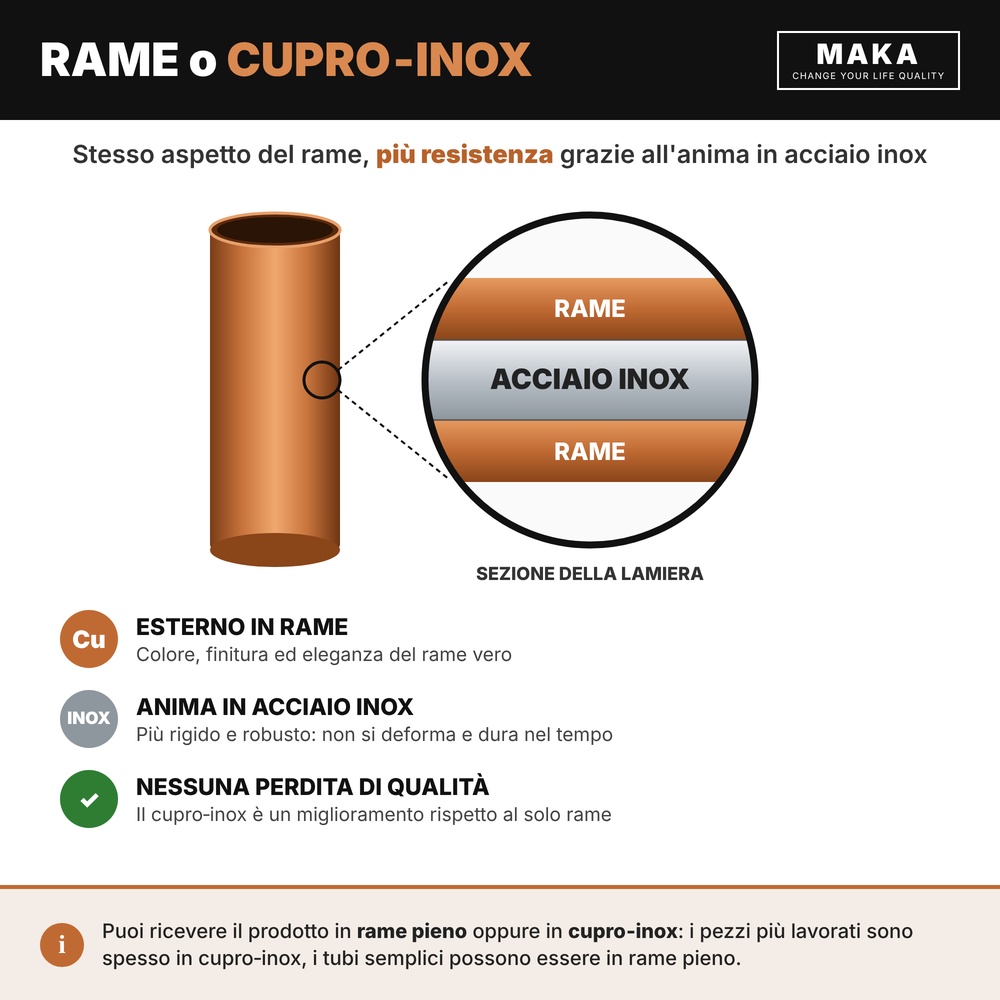 RAME o CUPRO-INOX
MAKA
CHANGE YOUR LIFE QUALITY
Stesso aspetto del rame, più resistenza grazie all'anima in acciaio inox
RAME
ACCIAIO INOX
RAME
SEZIONE DELLA LAMIERA
Cu
ESTERNO IN RAME
Colore, finitura ed eleganza del rame vero
INOX
ANIMA IN ACCIAIO INOX
Più rigido e robusto: non si deforma e dura nel tempo
NESSUNA PERDITA DI QUALITÀ
Il cupro-inox è un miglioramento rispetto al solo rame
i
Puoi ricevere il prodotto in rame pieno oppure in cupro-inox: i pezzi più lavorati sono
spesso in cupro-inox, i tubi semplici possono essere in rame pieno.